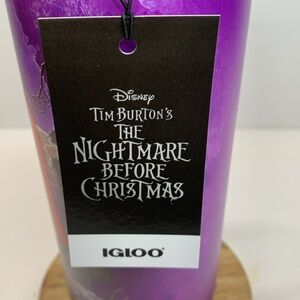 Disney
TIM BURTON'S
THE
NIGHTMARE
BEFORE
CHRISTMAS
IGLOO